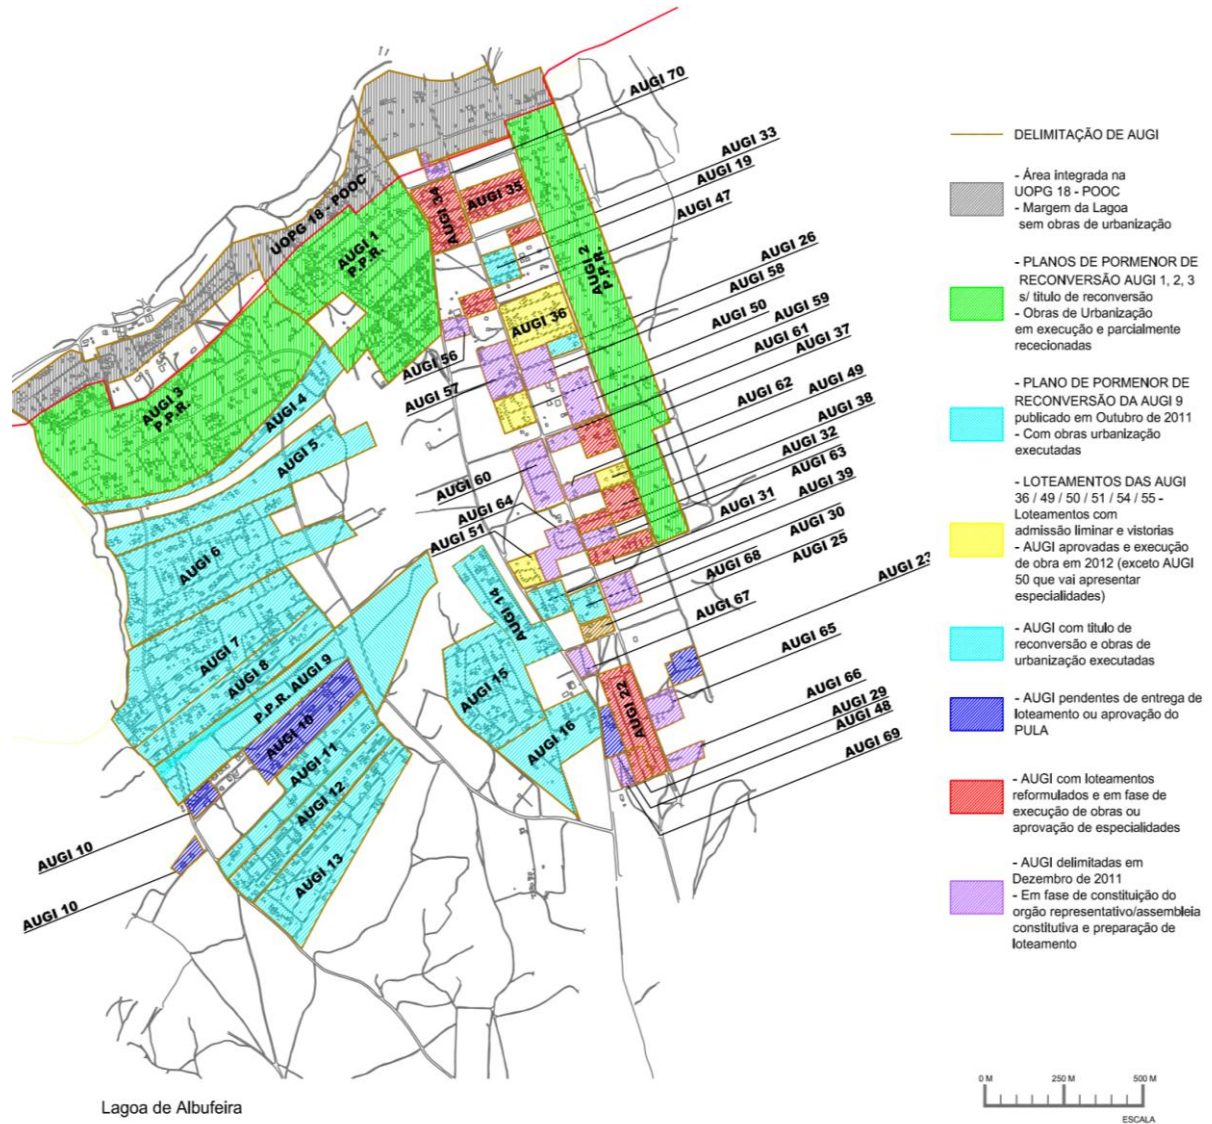 AUGI 70
AUGI 33
AUGI 19
AUGI 47
AUGI 34
AUGI 35
UOPG 18 - POOC
AUGI 1
P.P.R.
AUGI 2
P.P.R.
AUGI 26
AUGI 58
AUGI 36
AUGI 50
AUGI 59
AUGI 61
AUGI 37
AUGI 56
AUGI 57
AUGI 3
P.P.R.
AUGI 4
AUGI 62
AUGI 49
AUGI 38
AUGI 5
AUGI 32
AUGI 63
AUGI 39
AUGI 60
AUGI 64
AUGI 51
AUGI 31
AUGI 30
AUGI 68
AUGI 25
AUGI 6
AUGI 14
AUGI 23
AUGI 67
AUGI 7
AUGI 8
P.P.R. AUGI 9
AUGI 15
AUGI 65
AUGI 10
AUGI 22
AUGI 16
AUGI 66
AUGI 29
AUGI 48
AUGI 69
AUGI 11
AUGI 12
AUGI 13
AUGI 10
AUGI 10
DELIMITAÇÃO DE AUGI
- Área integrada na
UOPG 18 - POOC
- Margem da Lagoa
sem obras de urbanização
- PLANOS DE PORMENOR
DE RECONVERSÃO AUGI 1, 2, 3
s/ titulo de reconversão
- Obras de Urbanização
em execução e parcialmente
rececionadas
- PLANO DE PORMENOR DE
RECONVERSÃO DA AUGI 9
publicado em Outubro de 2011
- Com obras urbanização
executadas
- LOTEAMENTOS DAS AUGI
36 / 49 / 50 / 51 / 54 / 55 -
Loteamentos com
admissão liminar e vistorias
- AUGI aprovadas e execução
de obra em 2012 (exceto AUGI
50 que vai apresentar
especialidades)
- AUGI com titulo de
reconversão e obras de
urbanização executadas
- AUGI pendentes de entrega de
loteamento ou aprovação do
PULA
- AUGI com loteamentos
reformulados e em fase de
execução de obras ou
aprovação de especialidades
- AUGI delimitadas em
Dezembro de 2011
- Em fase de constituição do
orgão representativo/assembleia
constitutiva e preparação de
loteamento
0 M 250 M 500 M
ESCALA
Lagoa de Albufeira